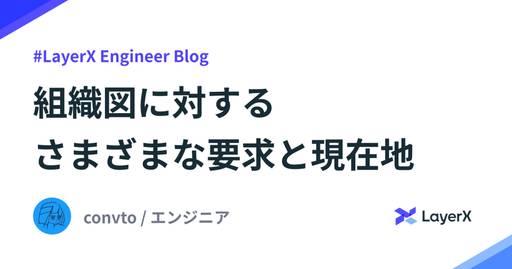 #LayerX Engineer Blog
組織図に対する
さまざまな要求と現在地
convto / エンジニア
LayerX